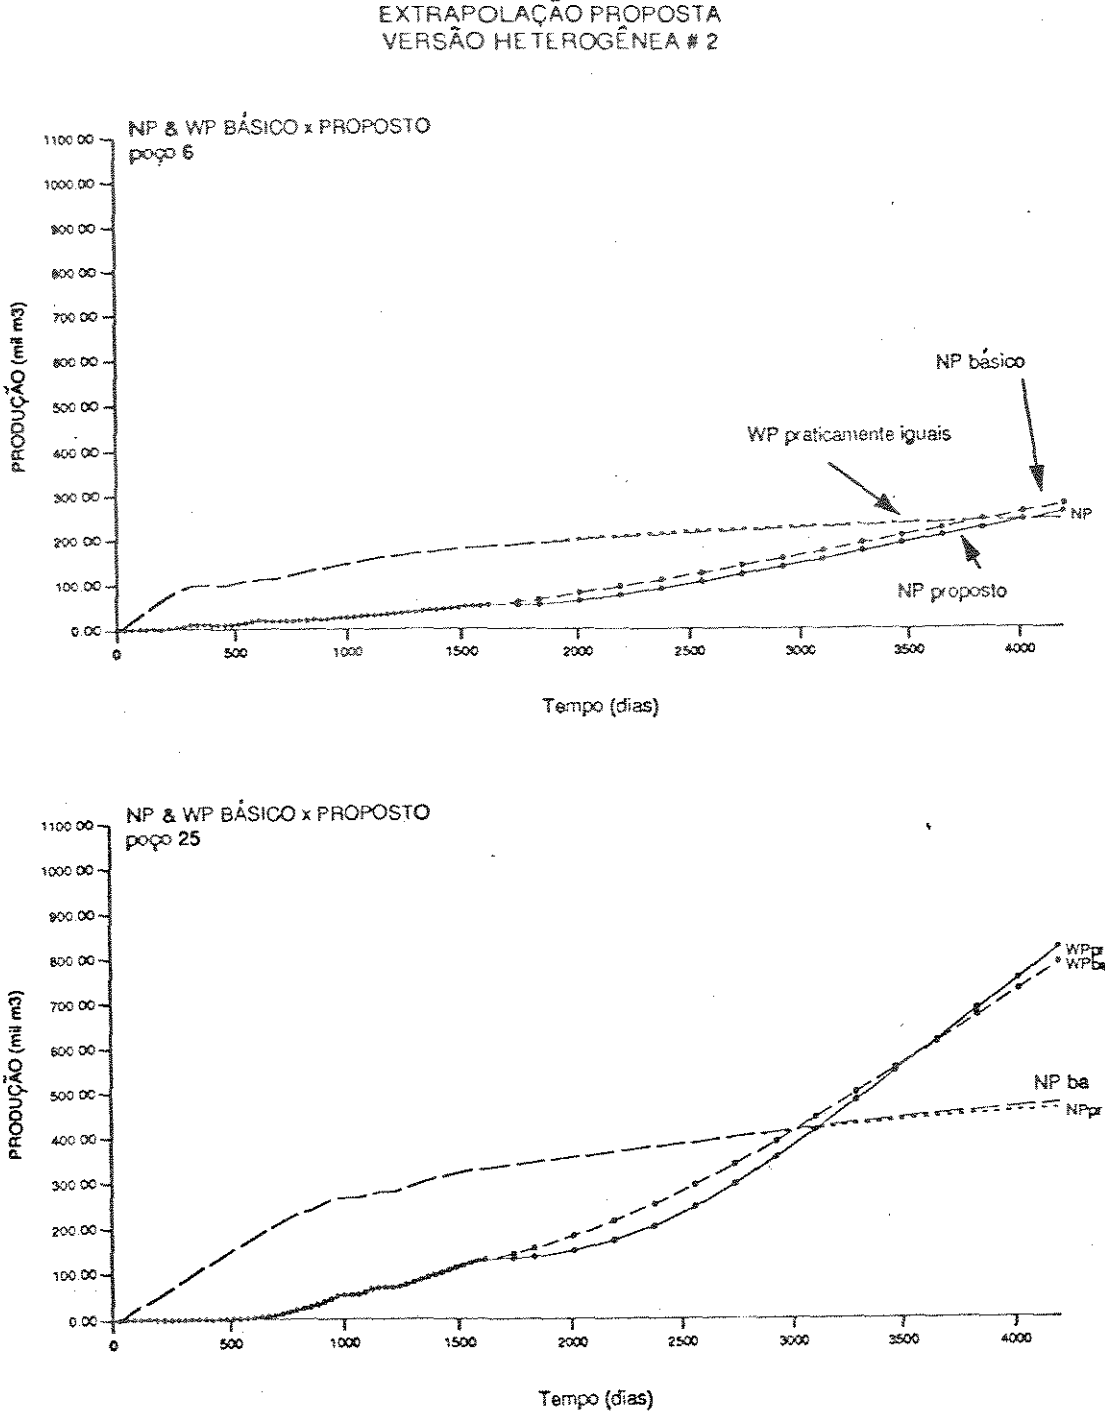 EXTRAPOLAÇÃO PROPOSTA
VERSÃO HETEROGÊNEA # 2
NP & WP BÁSICO x PROPOSTO
poço 6
PRODUÇÃO (mil m3)
1100.00
1000.00
900.00
800.00
700.00
600.00
500.00
400.00
300.00
200.00
100.00
0.00
NP básico
WP praticamente iguais
NP
NP proposto
0 500 1000 1500 2000 2500 3000 3500 4000
Tempo (dias)
NP & WP BÁSICO x PROPOSTO
poço 25
PRODUÇÃO (mil m3)
1100.00
1000.00
900.00
800.00
700.00
600.00
500.00
400.00
300.00
200.00
100.00
0.00
WPpr
WPba
NP ba
NPpr
0 500 1000 1500 2000 2500 3000 3500 4000
Tempo (dias)